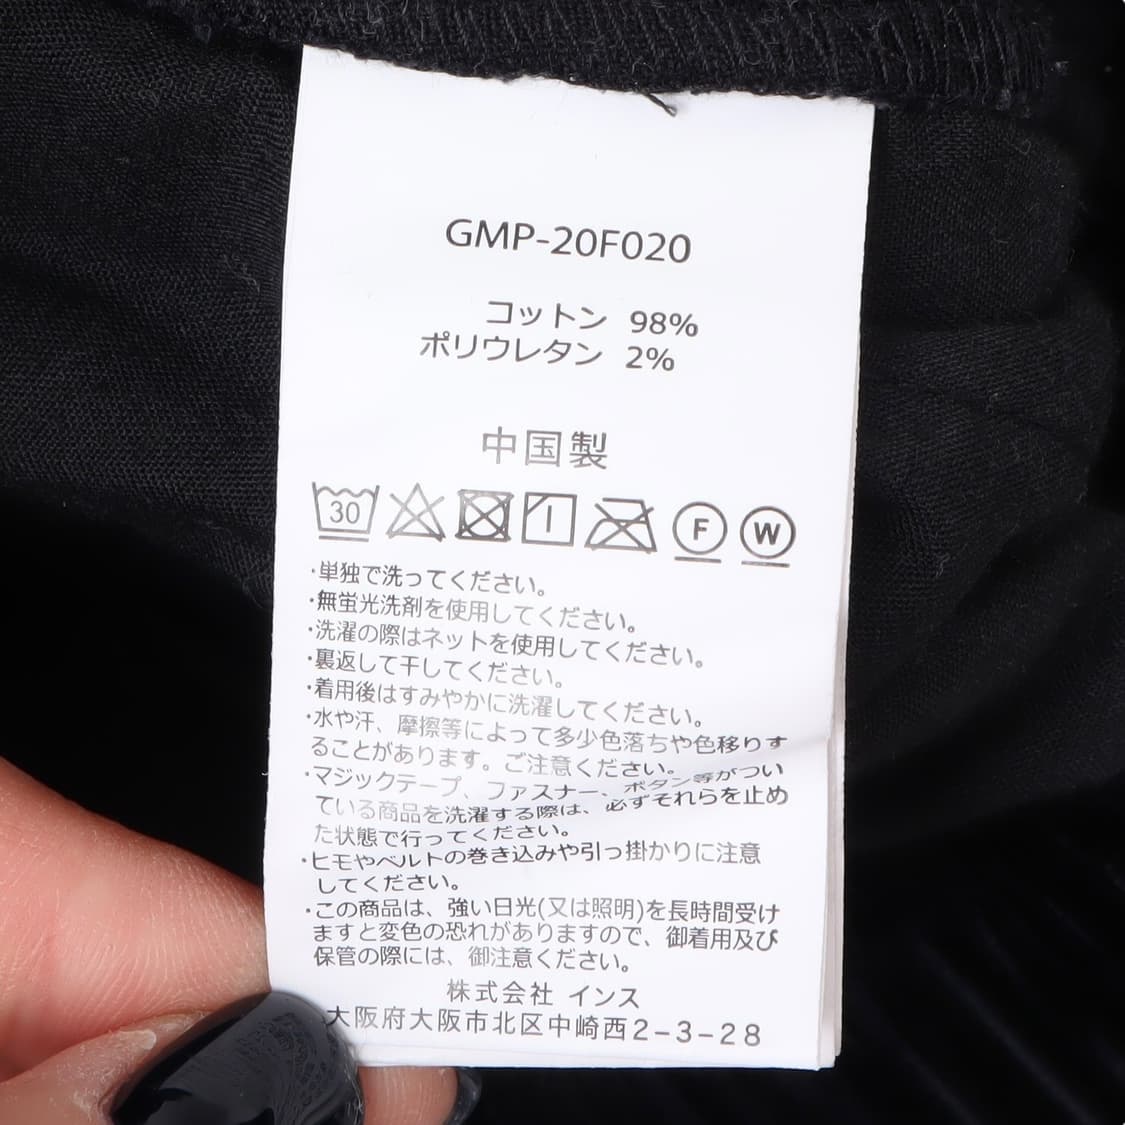 GMP-20F020
コットン 98%
ポリウレタン 2%
中国製
30 F W
·単独で洗ってください。
·無蛍光洗剤を使用してください。
·洗濯の際はネットを使用してください。
·裏返して干してください。
·着用後はすみやかに洗濯してください。
·水や汗、摩擦等によって多少色落ちや色移りす
ることがあります。ご注意ください。
·マジックテープ、ファスナー、ボタン等がつい
ている商品を洗濯する際は、必ずそれらを止め
た状態で行ってください。
·ヒモやベルトの巻き込みや引っ掛かりに注意
してください。
·この商品は、強い日光(又は照明)を長時間受け
ますと変色の恐れがありますので、御着用及び
保管の際には、御注意ください。
株式会社 インス
大阪府大阪市北区中崎西2-3-28